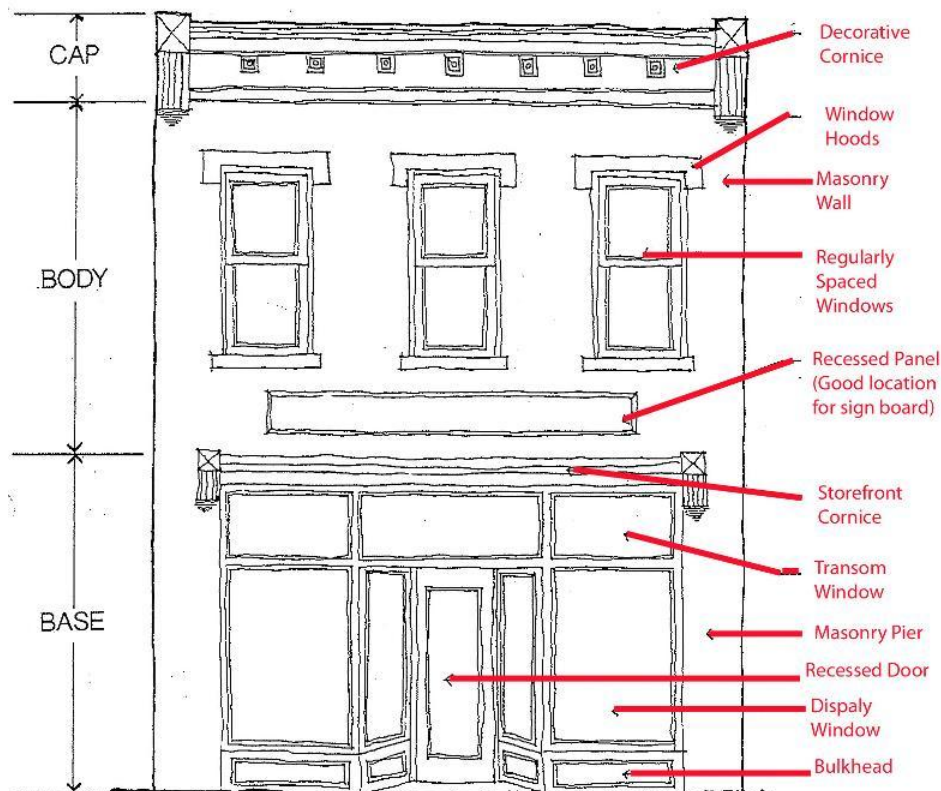 CAP
BODY
BASE
Decorative
Cornice
Window
Hoods
Masonry
Wall
Regularly
Spaced
Windows
Recessed Panel
(Good location
for sign board)
Storefront
Cornice
Transom
Window
Masonry Pier
Recessed Door
Dispaly
Window
Bulkhead